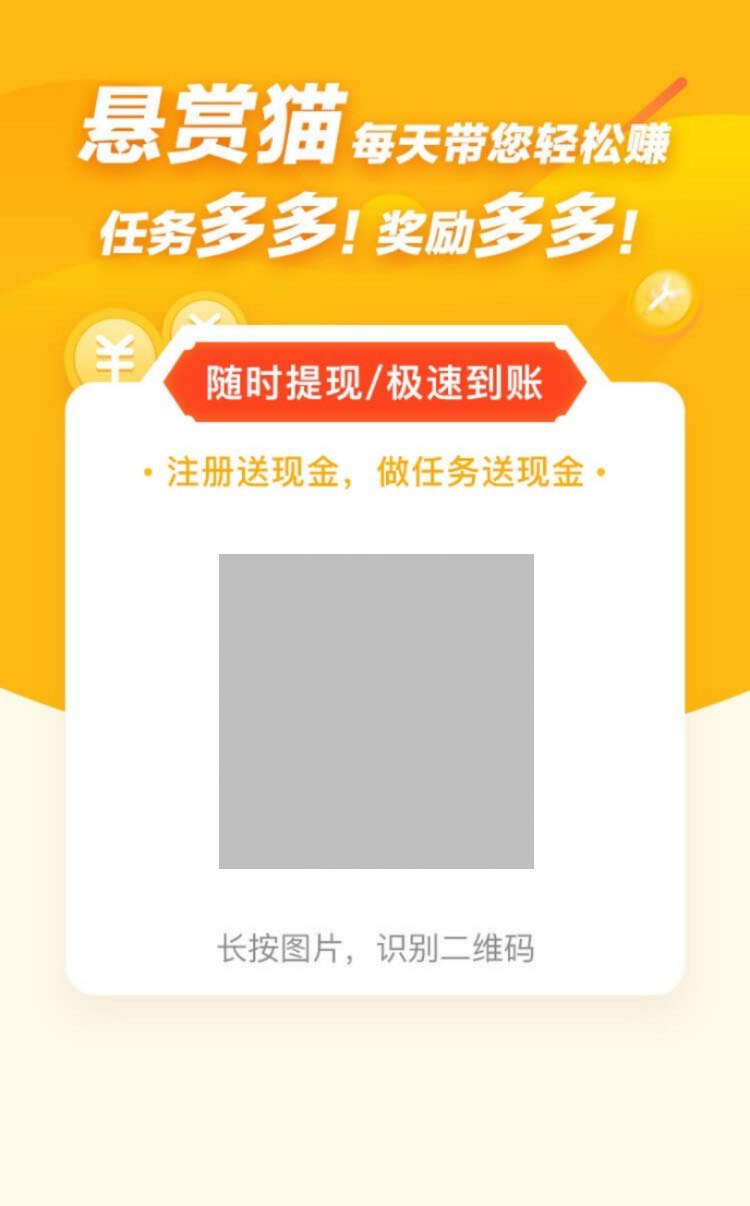 悬赏猫每天带您轻松赚
任务多多!奖励多多!
随时提现/极速到账
·注册送现金，做任务送现金·
长按图片，识别二维码